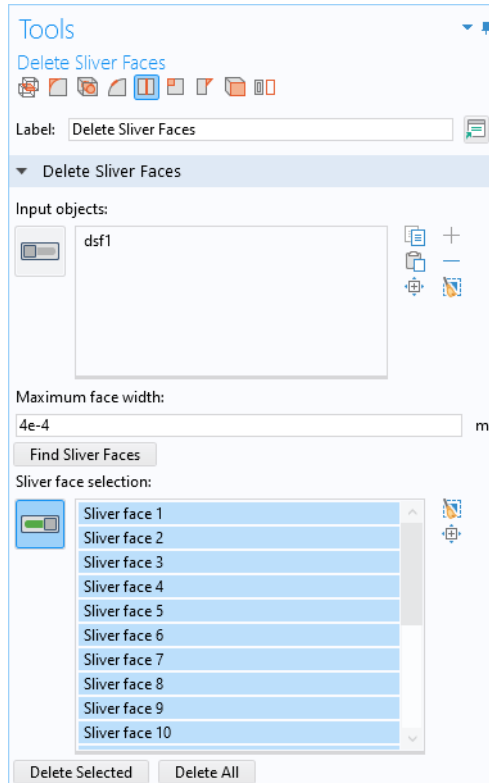 Tools
Delete Sliver Faces
Label: Delete Sliver Faces
Delete Sliver Faces
Input objects:
dsf1
Maximum face width:
4e-4 m
Find Sliver Faces
Sliver face selection:
Sliver face 1
Sliver face 2
Sliver face 3
Sliver face 4
Sliver face 5
Sliver face 6
Sliver face 7
Sliver face 8
Sliver face 9
Sliver face 10
Delete Selected Delete All